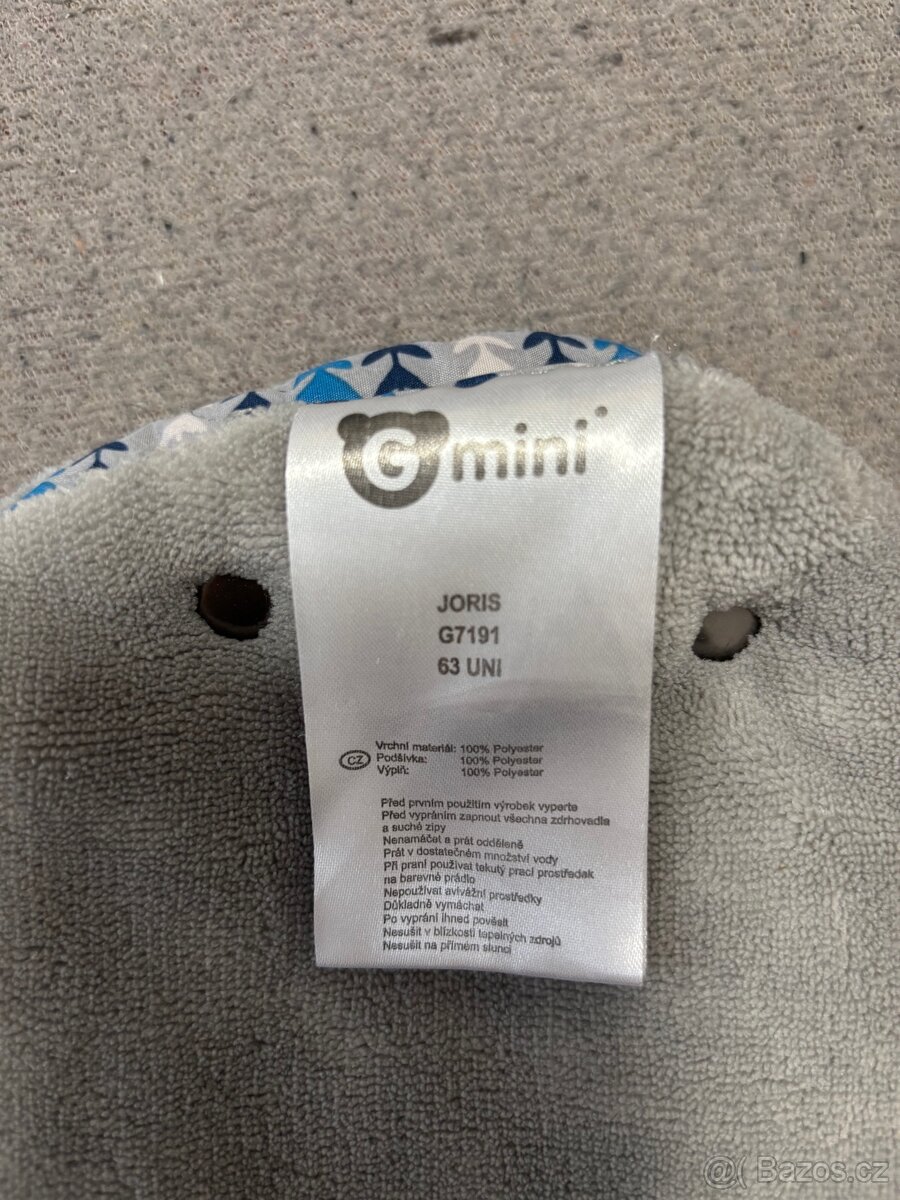 G mini
JORIS
G7191
63 UNI
CZ
Vrchní materiál: 100% Polyester
Podšívka: 100% Polyester
Výplň: 100% Polyester
Před prvním použitím výrobek vyperte
Před vypráním zapnout všechna zdrhovadla
a suché zipy
Nenamáčet a prát odděleně
Prát v dostatečném množství vody
Při praní používat tekutý prací prostředek
na barevné prádlo
Nepoužívat avivážní prostředky
Důkladně vymáchat
Po vyprání ihned pověsit
Nesušit v blízkosti tepelných zdrojů
Nesušit na přímém slunci
@( Bazos.cz